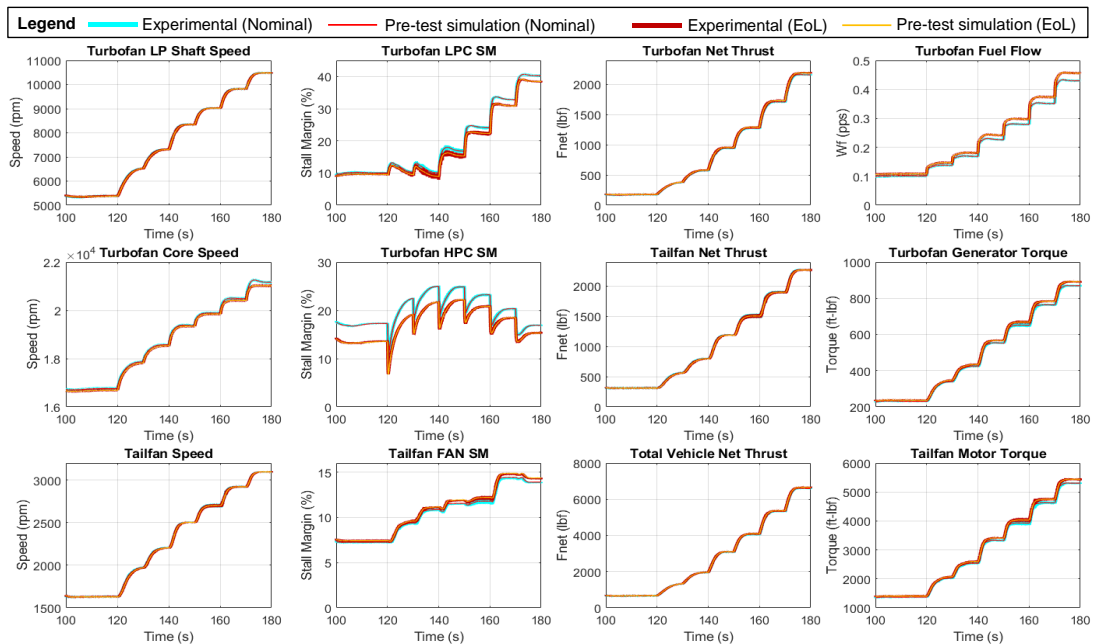 Legend Experimental (Nominal) Pre-test simulation (Nominal) Experimental (EoL) Pre-test simulation (EoL)
Turbofan LP Shaft Speed
11000
10000
9000
8000
7000
6000
5000
Speed (rpm)
100 120 140 160 180
Time (s)
Turbofan LPC SM
40
30
20
10
0
Stall Margin (%)
100 120 140 160 180
Time (s)
Turbofan Net Thrust
2000
1500
1000
500
0
Fnet (lbf)
100 120 140 160 180
Time (s)
Turbofan Fuel Flow
0.5
0.4
0.3
0.2
0.1
0
Wf (pps)
100 120 140 160 180
Time (s)
× 10⁴ Turbofan Core Speed
2.2
2
1.8
1.6
Speed (rpm)
100 120 140 160 180
Time (s)
Turbofan HPC SM
30
20
10
0
Stall Margin (%)
100 120 140 160 180
Time (s)
Tailfan Net Thrust
2000
1500
1000
500
0
Fnet (lbf)
100 120 140 160 180
Time (s)
Turbofan Generator Torque
1000
800
600
400
200
Torque (ft-lbf)
100 120 140 160 180
Time (s)
Tailfan Speed
3000
2500
2000
1500
Speed (rpm)
100 120 140 160 180
Time (s)
Tailfan FAN SM
15
10
5
0
Stall Margin (%)
100 120 140 160 180
Time (s)
Total Vehicle Net Thrust
8000
6000
4000
2000
0
Fnet (lbf)
100 120 140 160 180
Time (s)
Tailfan Motor Torque
6000
5000
4000
3000
2000
1000
Torque (ft-lbf)
100 120 140 160 180
Time (s)